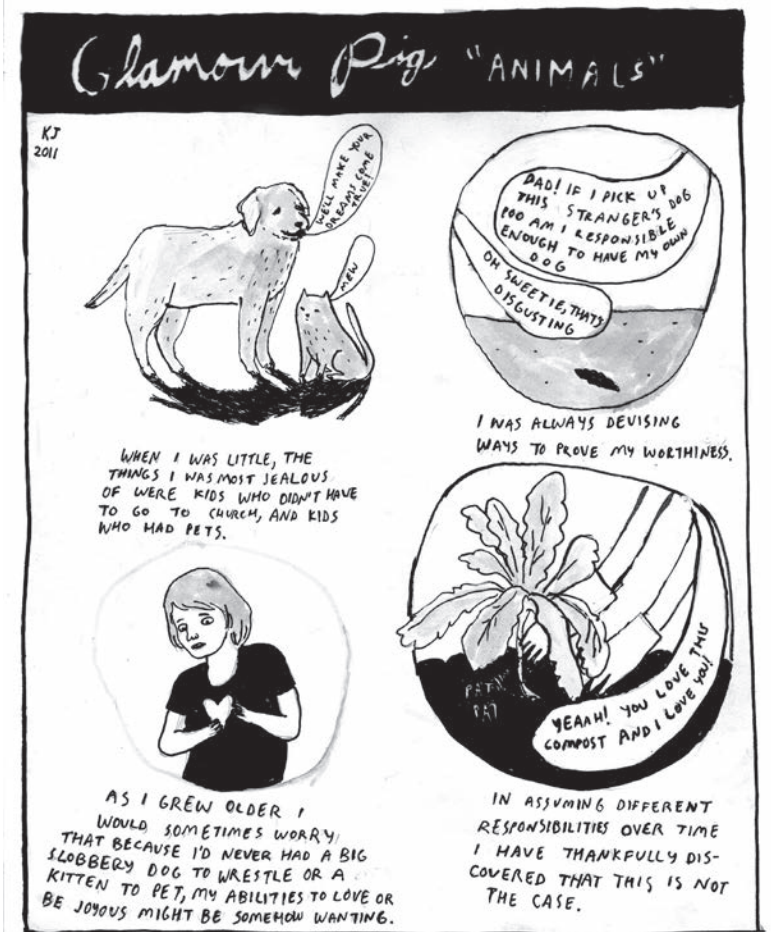 Glamour Pig "ANIMALS"
KJ
2011
WE'LL MAKE YOUR
DREAMS COME
TRUE!
MEW
WHEN I WAS LITTLE, THE
THINGS I WAS MOST JEALOUS
OF WERE KIDS WHO DIDN'T HAVE
TO GO TO CHURCH, AND KIDS
WHO HAD PETS.
DAD! IF I PICK UP
THIS STRANGER'S DOG
POO AM I RESPONSIBLE
ENOUGH TO HAVE MY OWN
DOG
OH SWEETIE, THAT'S
DISGUSTING
I WAS ALWAYS DEVISING
WAYS TO PROVE MY WORTHINESS.
AS I GREW OLDER I
WOULD SOMETIMES WORRY
THAT BECAUSE I'D NEVER HAD A BIG
SLOBBERY DOG TO WRESTLE OR A
KITTEN TO PET, MY ABILITIES TO LOVE OR
BE JOYOUS MIGHT BE SOMEHOW WANTING.
PAT
PAT
YEAAH! YOU LOVE THIS
COMPOST AND I LOVE YOU!
IN ASSUMING DIFFERENT
RESPONSIBILITIES OVER TIME
I HAVE THANKFULLY DIS-
COVERED THAT THIS IS NOT
THE CASE.